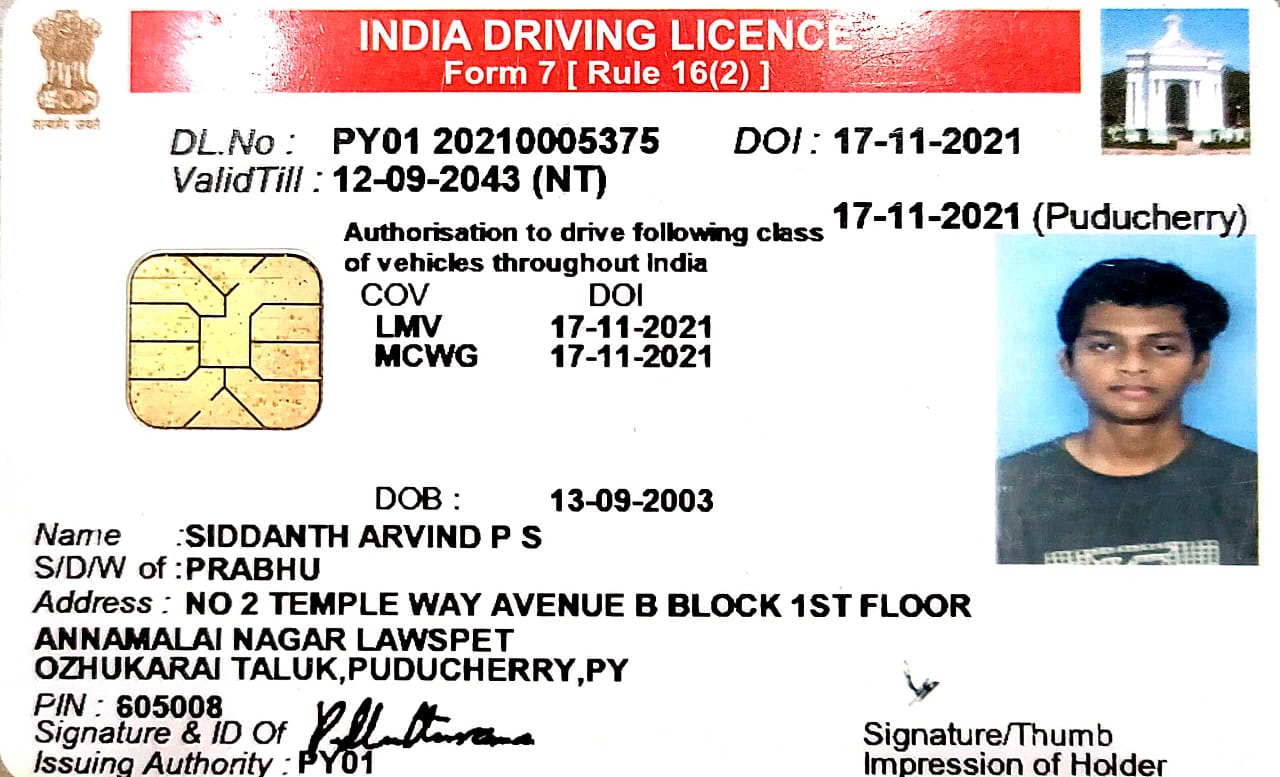 INDIA DRIVING LICENCE
Form 7 [ Rule 16(2) ]
सत्यमेव जयते
DL.No : PY01 20210005375 DOI : 17-11-2021
ValidTill : 12-09-2043 (NT)
17-11-2021 (Puducherry)
Authorisation to drive following class
of vehicles throughout India
COV DOI
LMV 17-11-2021
MCWG 17-11-2021
DOB : 13-09-2003
Name :SIDDANTH ARVIND P S
S/D/W of :PRABHU
Address : NO 2 TEMPLE WAY AVENUE B BLOCK 1ST FLOOR
ANNAMALAI NAGAR LAWSPET
OZHUKARAI TALUK,PUDUCHERRY,PY
PIN : 605008
Signature & ID Of
Issuing Authority : PY01
Signature/Thumb
Impression of Holder